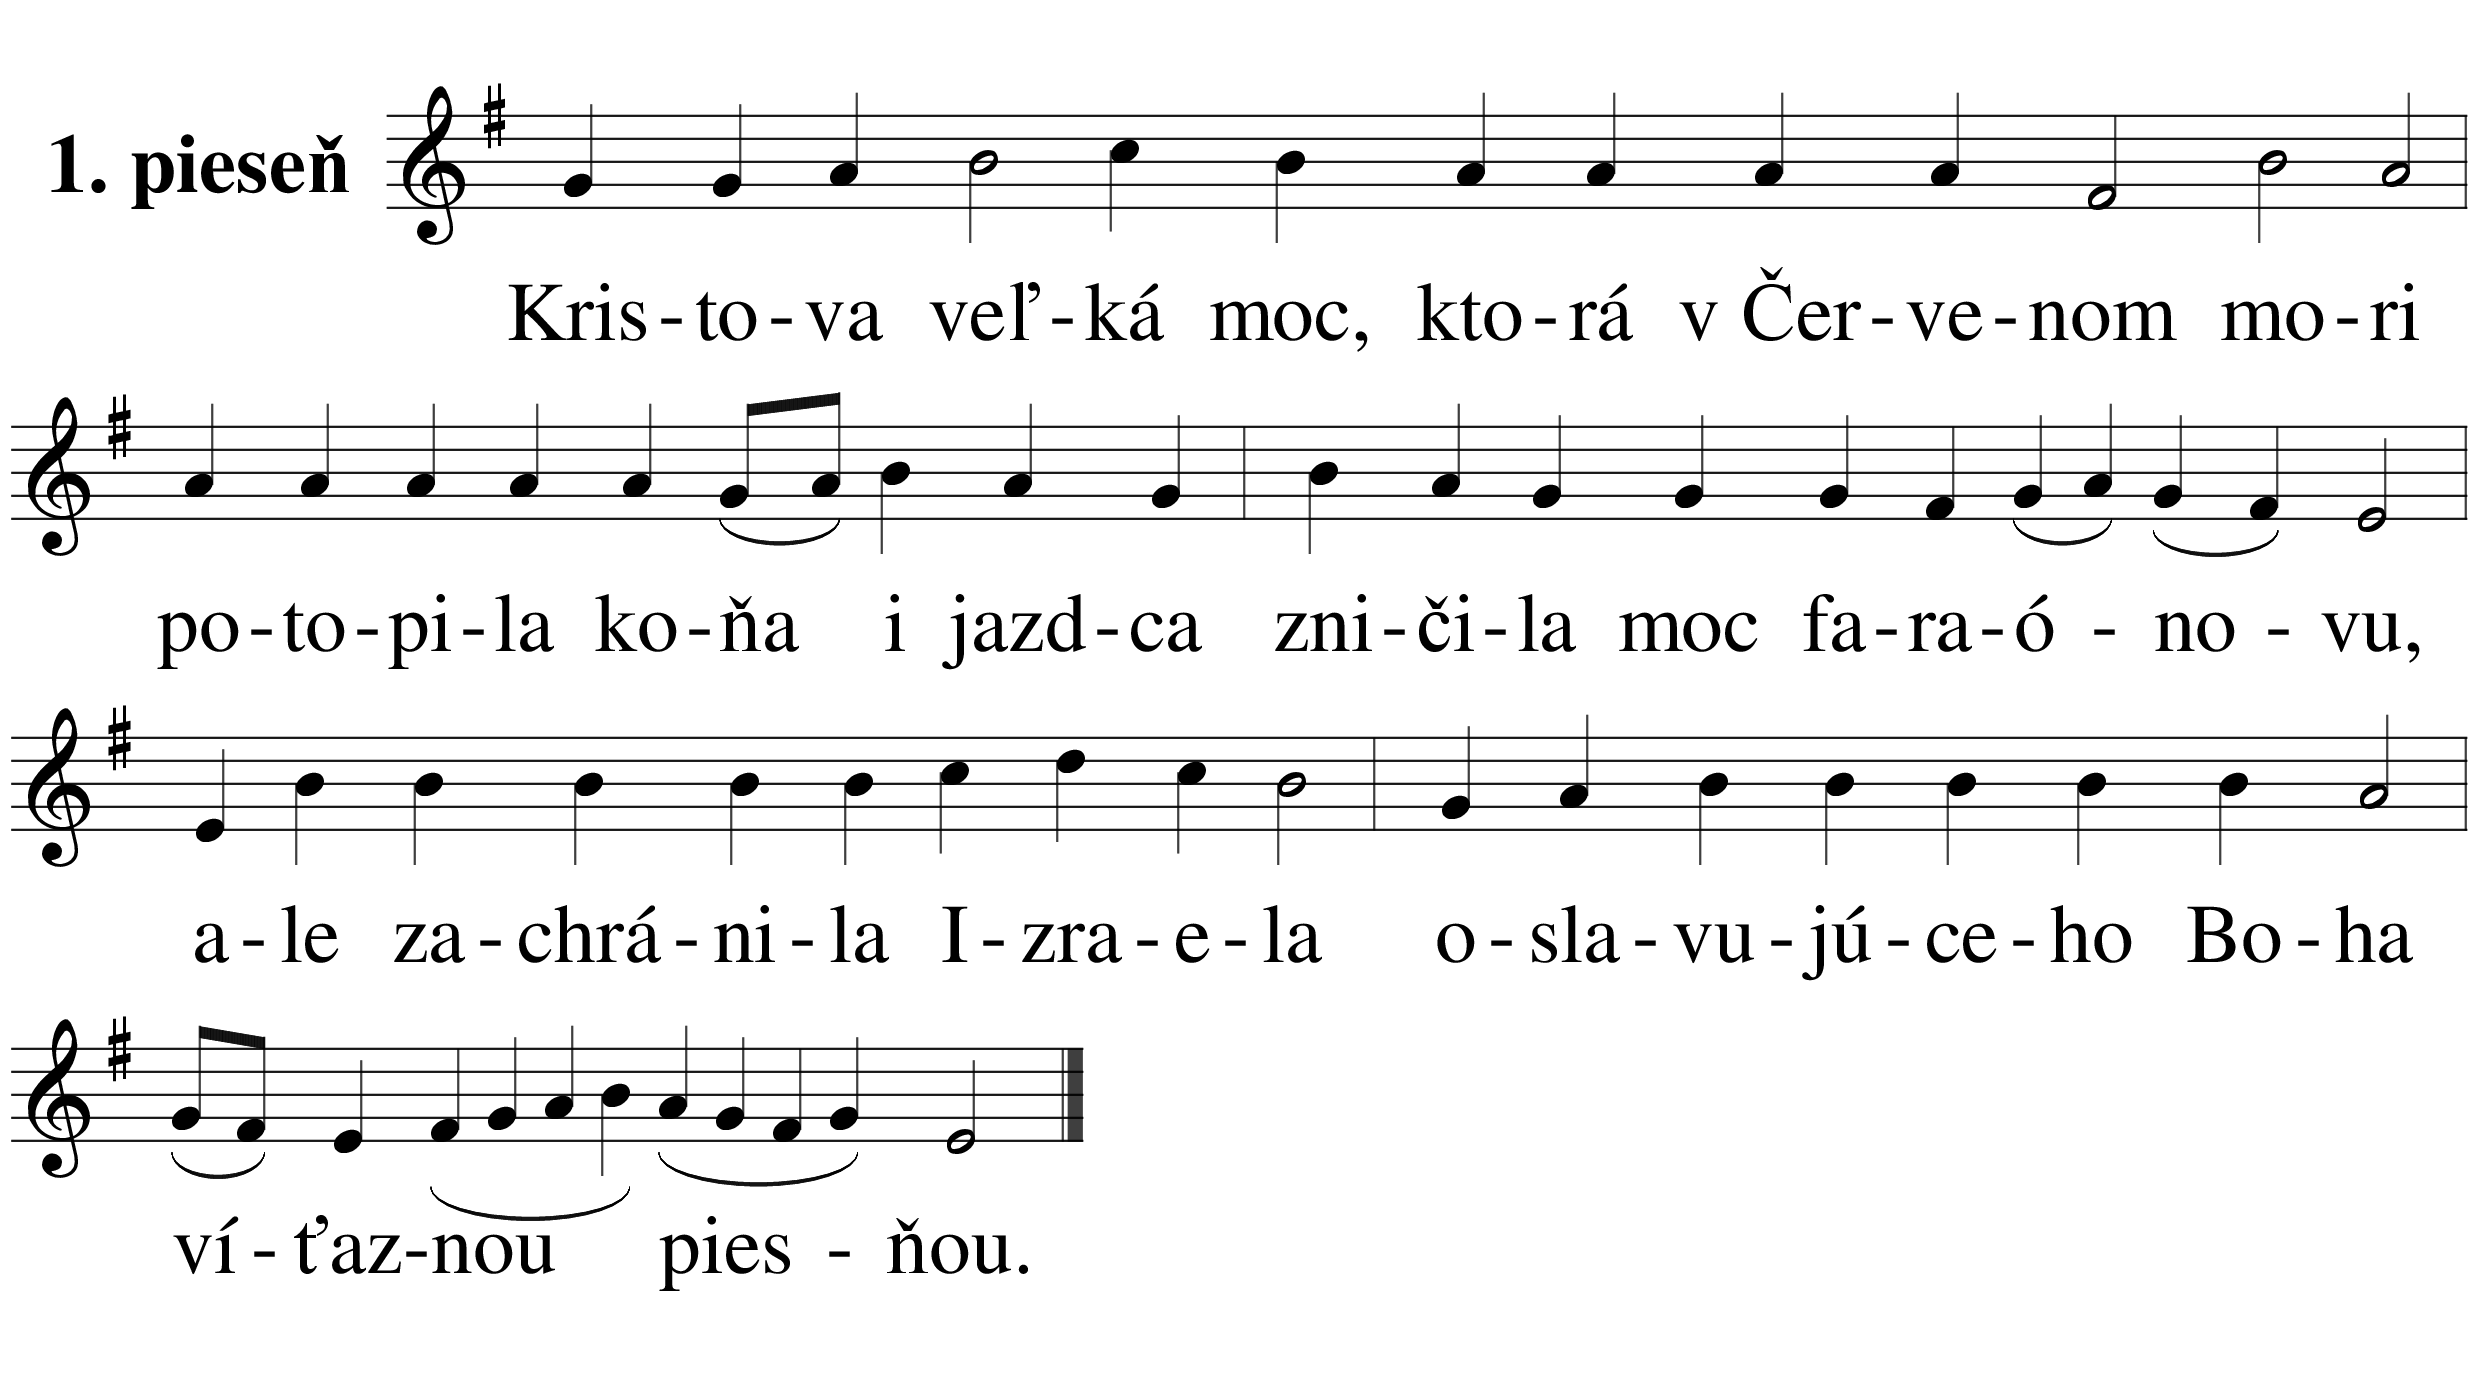 1. pieseň
Kris - to - va veľ - ká moc, kto - rá v Čer - ve - nom mo - ri
po - to - pi - la ko - ňa i jazd - ca zni - či - la moc fa - ra - ó - no - vu,
a - le za - chrá - ni - la I - zra - e - la o - sla - vu - jú - ce - ho Bo - ha
ví - ťaz - nou pies - ňou.